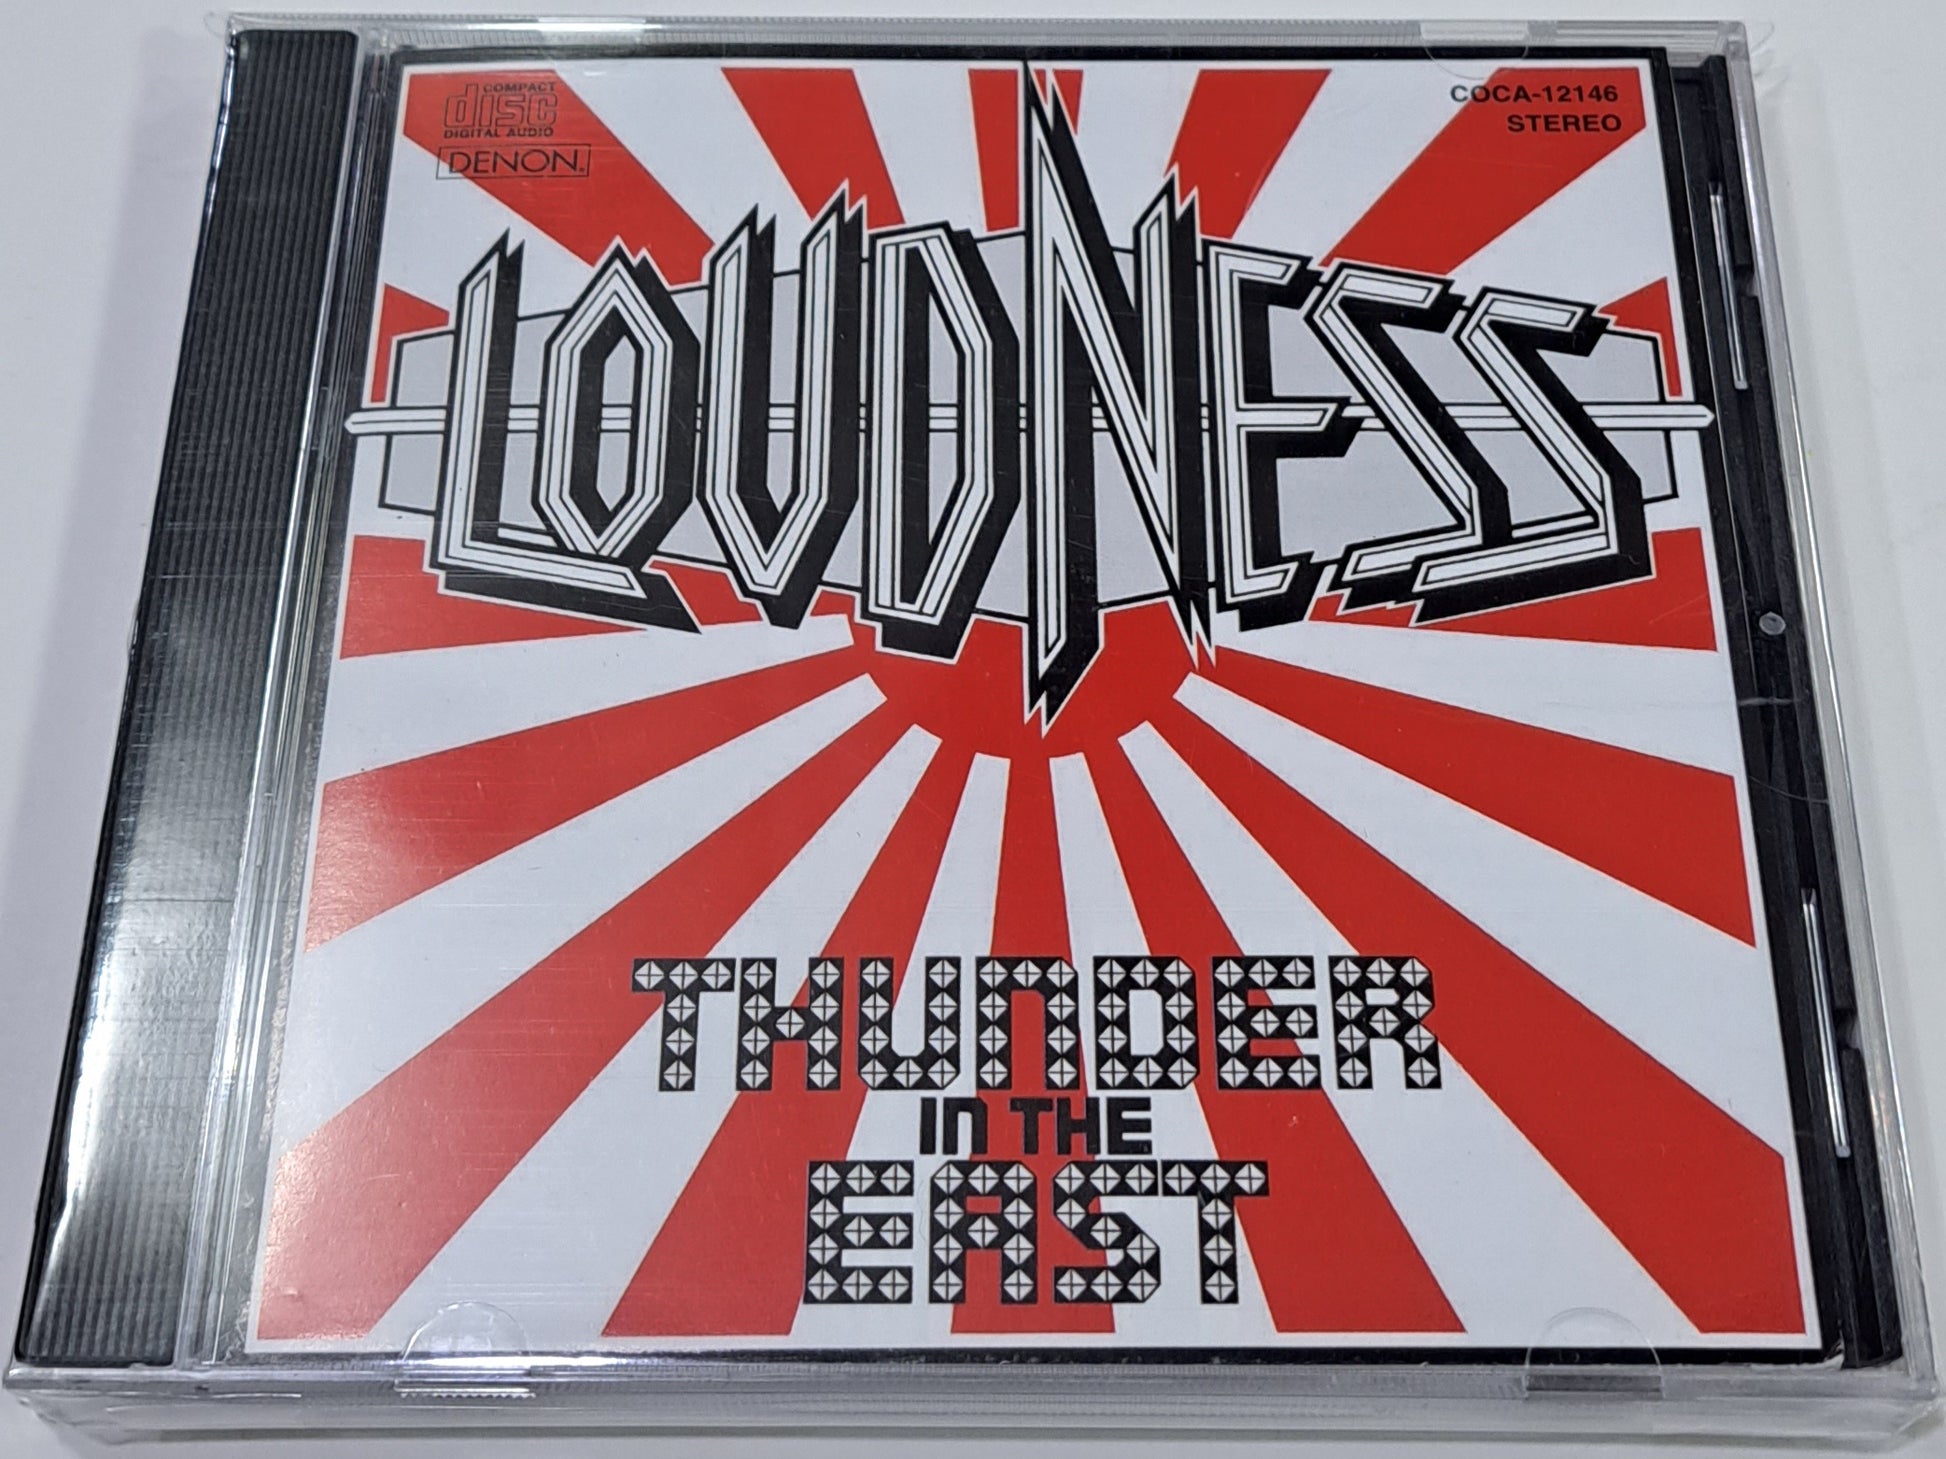 COMPACT
disc
DIGITAL AUDIO
DENON
COCA-12146
STEREO
LOUDNESS
THUNDER
IN THE
EAST